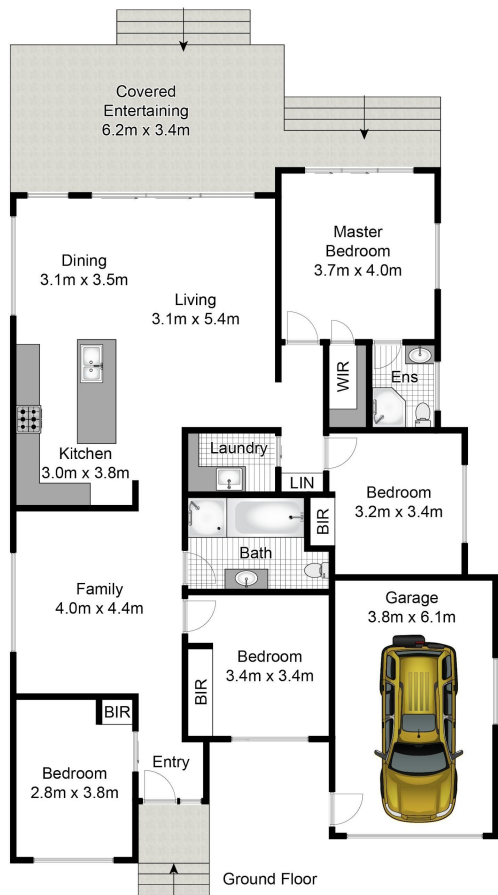 Covered
Entertaining
6.2m x 3.4m
Master
Bedroom
3.7m x 4.0m
Dining
3.1m x 3.5m
Living
3.1m x 5.4m
WIR
Ens
Kitchen
3.0m x 3.8m
Laundry
LIN
Bedroom
3.2m x 3.4m
BIR
Bath
Family
4.0m x 4.4m
Garage
3.8m x 6.1m
Bedroom
3.4m x 3.4m
BIR
BIR
Entry
Bedroom
2.8m x 3.8m
Ground Floor